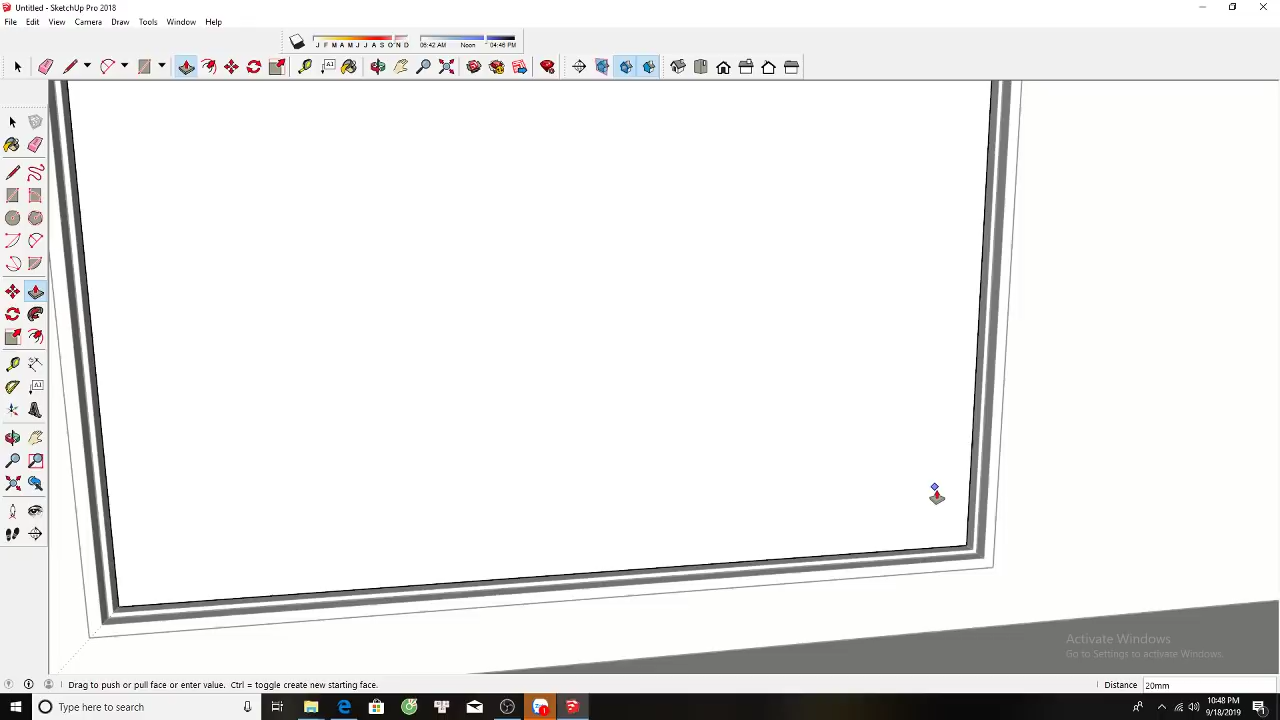 Untitled - SketchUp Pro 2018
File Edit View Camera Draw Tools Window Help
J F M A M J J A S O N D
06:42 AM Noon 04:46 PM
A1
A1
Activate Windows
Go to Settings to activate Windows.
Drag to push or pull face or enter value. Ctrl = toggle create new starting face.
Distance 20mm
Type here to search
10:48 PM
9/18/2019